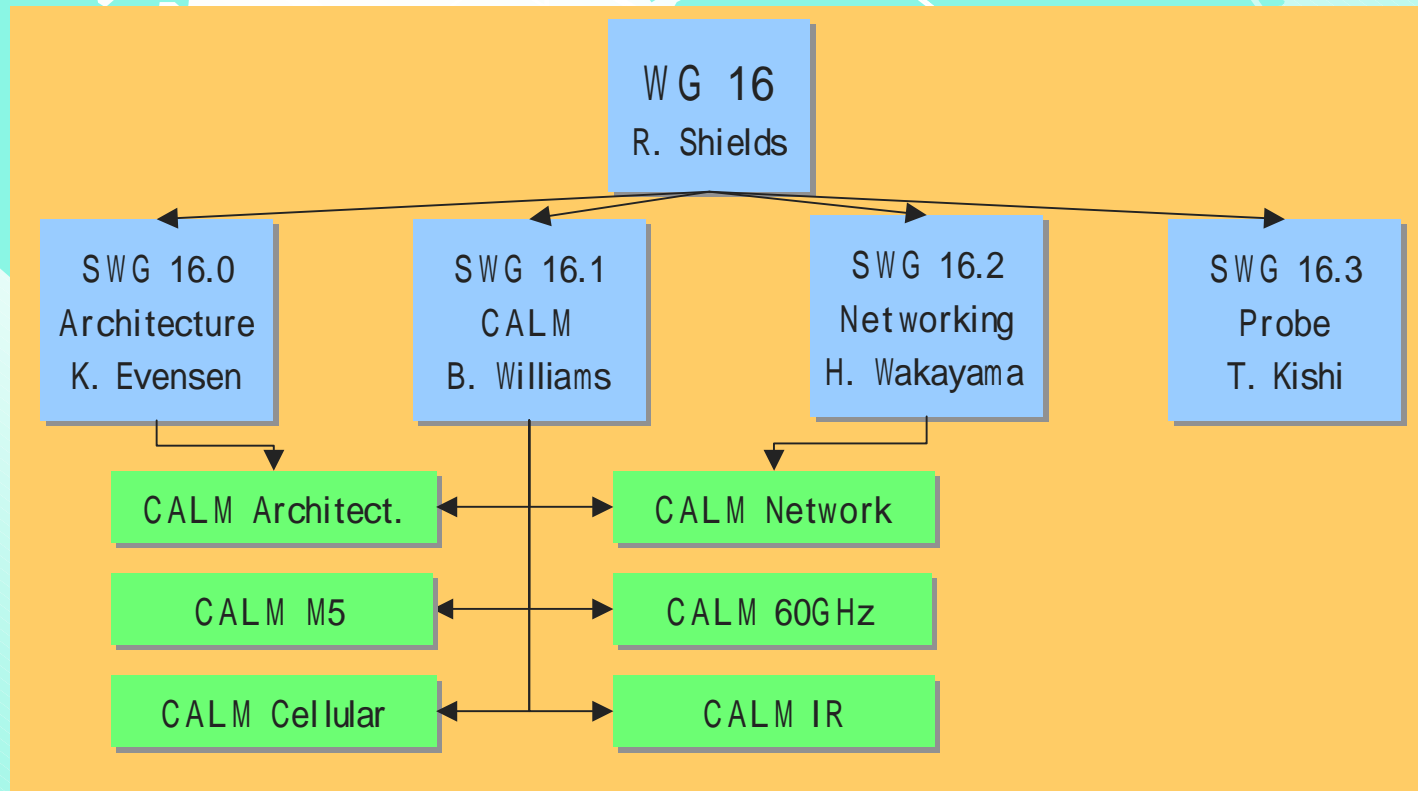 WG 16
R. Shields
SWG 16.0
Architecture
K. Evensen
SWG 16.1
CALM
B. Williams
SWG 16.2
Networking
H. Wakayama
SWG 16.3
Probe
T. Kishi
CALM Architect.
CALM Network
CALM M5
CALM 60GHz
CALM Cellular
CALM IR